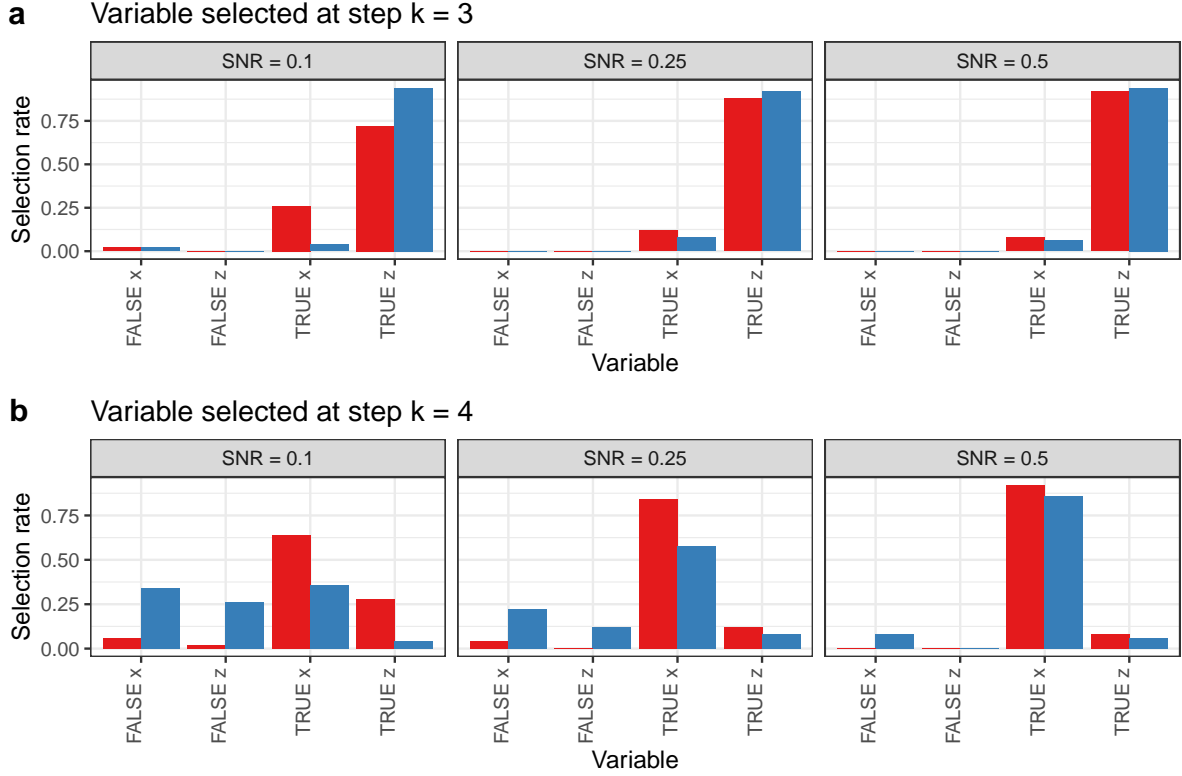 a Variable selected at step k = 3
SNR = 0.1 SNR = 0.25 SNR = 0.5
Selection rate
0.75
0.50
0.25
0.00
FALSE x FALSE z TRUE x TRUE z FALSE x FALSE z TRUE x TRUE z FALSE x FALSE z TRUE x TRUE z
Variable
b Variable selected at step k = 4
SNR = 0.1 SNR = 0.25 SNR = 0.5
Selection rate
0.75
0.50
0.25
0.00
FALSE x FALSE z TRUE x TRUE z FALSE x FALSE z TRUE x TRUE z FALSE x FALSE z TRUE x TRUE z
Variable